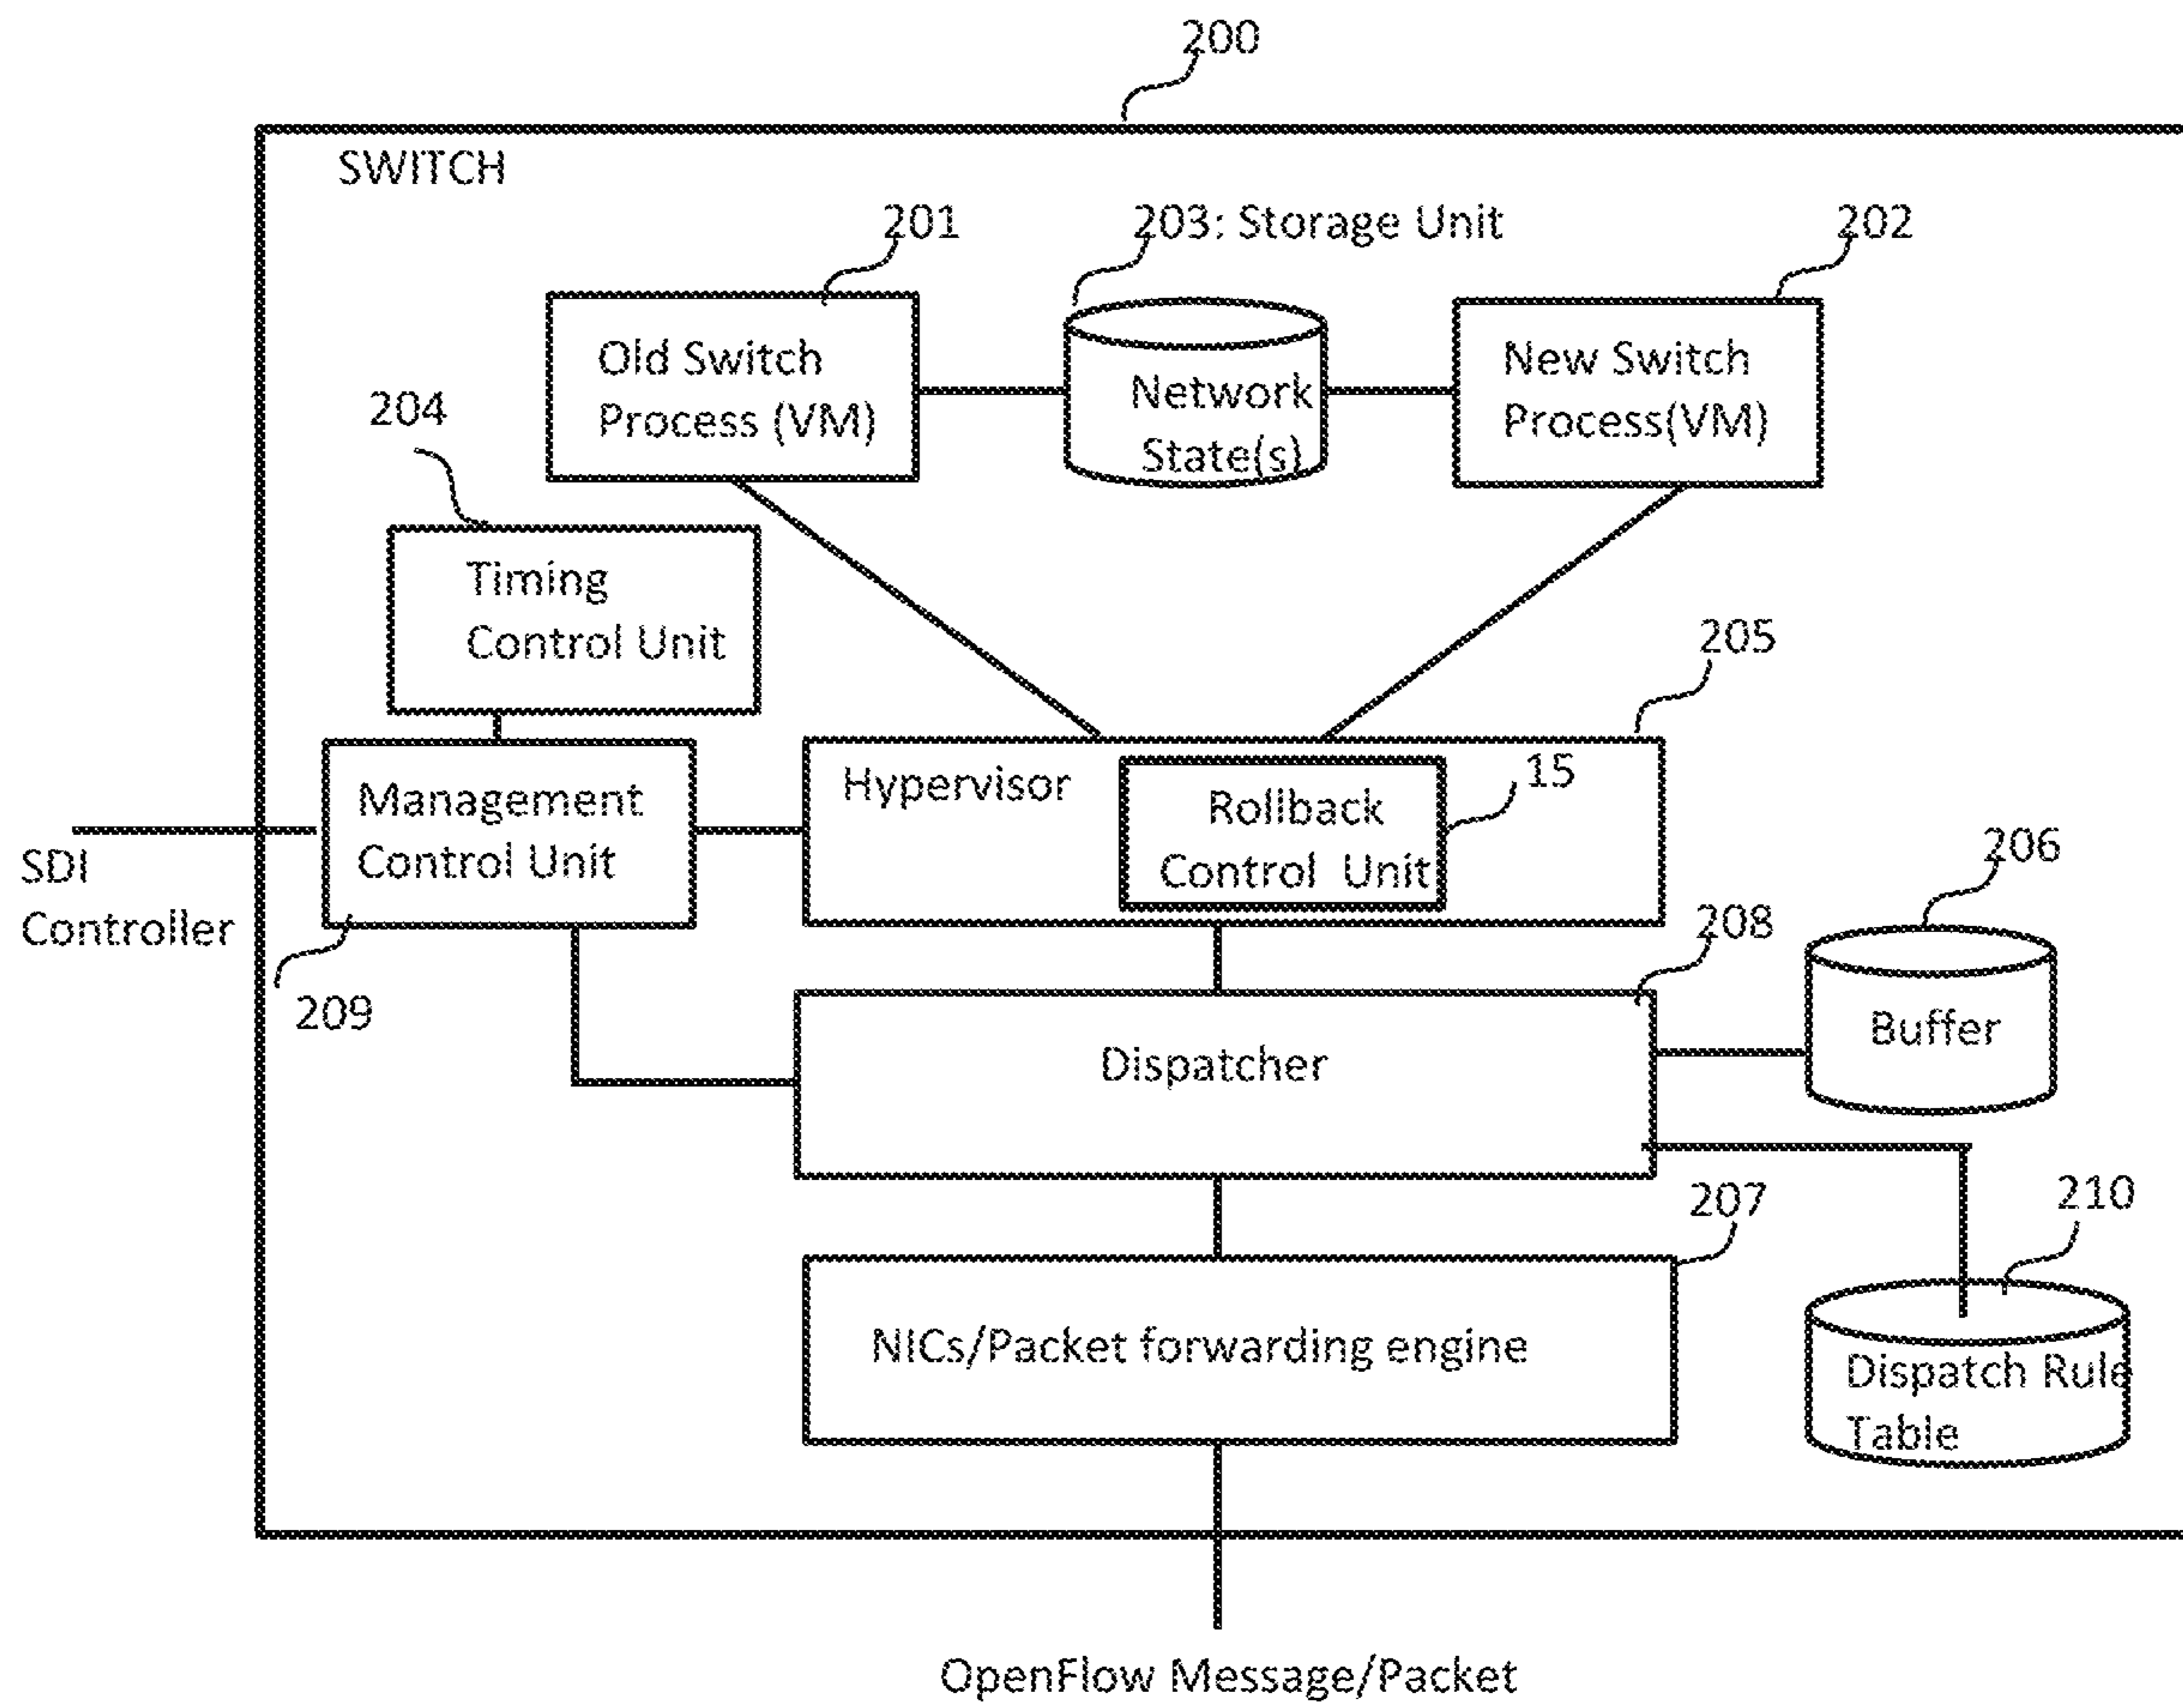 200
SWITCH
201
203: Storage Unit
202
Old Switch
Process (VM)
Network
State(s)
New Switch
Process(VM)
204
Timing
Control Unit
205
Management
Control Unit
Hypervisor
Rollback
Control Unit
15
SDI
Controller
209
206
208
Buffer
Dispatcher
207
210
NICs/Packet forwarding engine
Dispatch Rule
Table
OpenFlow Message/Packet